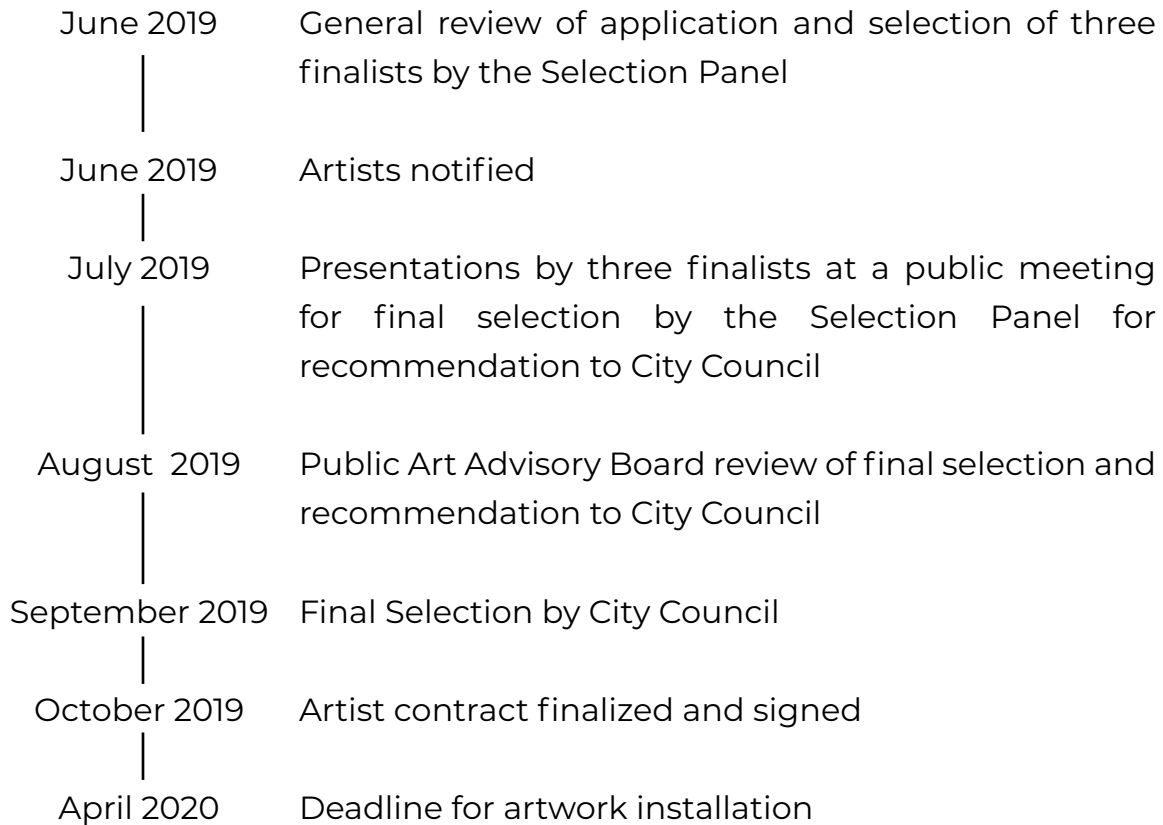 June 2019 General review of application and selection of three
finalists by the Selection Panel
June 2019 Artists notified
July 2019 Presentations by three finalists at a public meeting
for final selection by the Selection Panel for
recommendation to City Council
August 2019 Public Art Advisory Board review of final selection and
recommendation to City Council
September 2019 Final Selection by City Council
October 2019 Artist contract finalized and signed
April 2020 Deadline for artwork installation